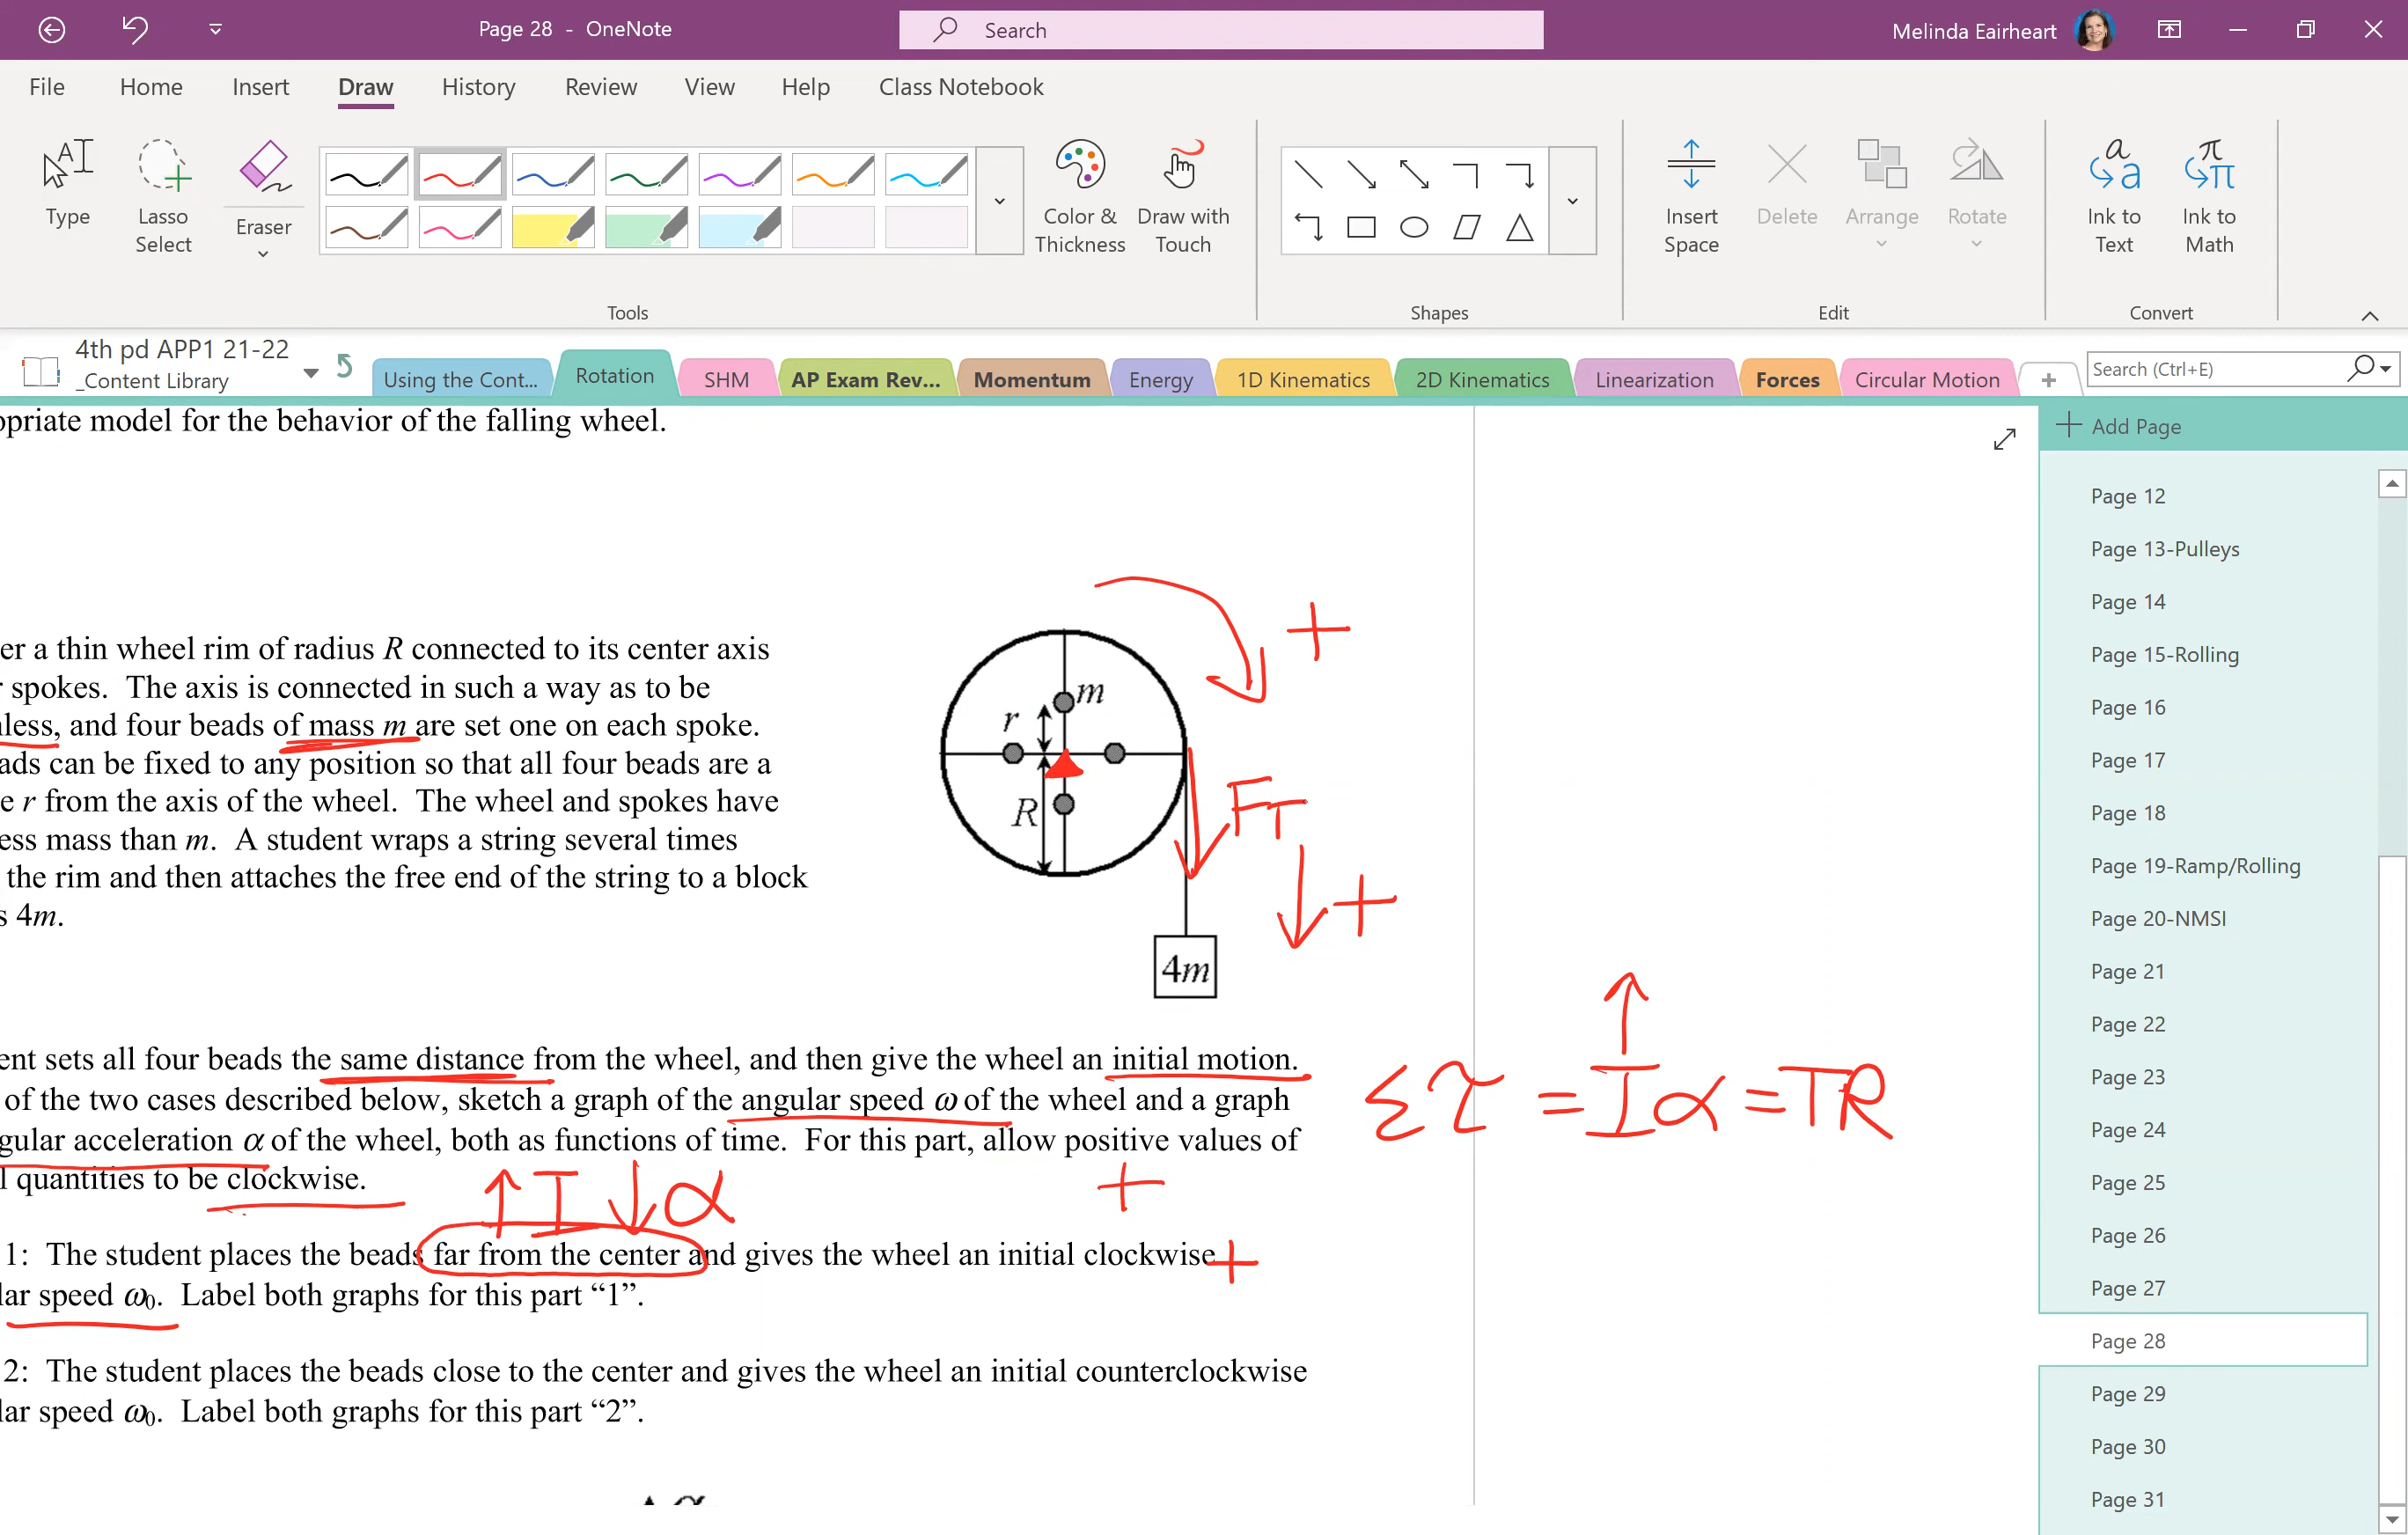 Page 28 - OneNote
Search
Melinda Eairheart
File Home Insert Draw History Review View Help Class Notebook
Type
Lasso Select
Eraser
Color & Thickness
Draw with Touch
Insert Space
Delete
Arrange
Rotate
Ink to Text
Ink to Math
Tools Shapes Edit Convert
4th pd APP1 21-22
_Content Library
Using the Cont... Rotation SHM AP Exam Rev... Momentum Energy 1D Kinematics 2D Kinematics Linearization Forces Circular Motion +
Search (Ctrl+E)
opriate model for the behavior of the falling wheel.
er a thin wheel rim of radius R connected to its center axis
r spokes. The axis is connected in such a way as to be
nless, and four beads of mass m are set one on each spoke.
ads can be fixed to any position so that all four beads are a
e r from the axis of the wheel. The wheel and spokes have
ess mass than m. A student wraps a string several times
the rim and then attaches the free end of the string to a block
s 4m.
+
m
r
R
F_T
+
4m
ent sets all four beads the same distance from the wheel, and then give the wheel an initial motion.
of the two cases described below, sketch a graph of the angular speed ω of the wheel and a graph
gular acceleration α of the wheel, both as functions of time. For this part, allow positive values of
l quantities to be clockwise.
Στ = Iα = TR
↑ I ↓ α
+
1: The student places the beads far from the center and gives the wheel an initial clockwise +
lar speed ω₀. Label both graphs for this part “1”.
2: The student places the beads close to the center and gives the wheel an initial counterclockwise
lar speed ω₀. Label both graphs for this part “2”.
Add Page
Page 12
Page 13-Pulleys
Page 14
Page 15-Rolling
Page 16
Page 17
Page 18
Page 19-Ramp/Rolling
Page 20-NMSI
Page 21
Page 22
Page 23
Page 24
Page 25
Page 26
Page 27
Page 28
Page 29
Page 30
Page 31